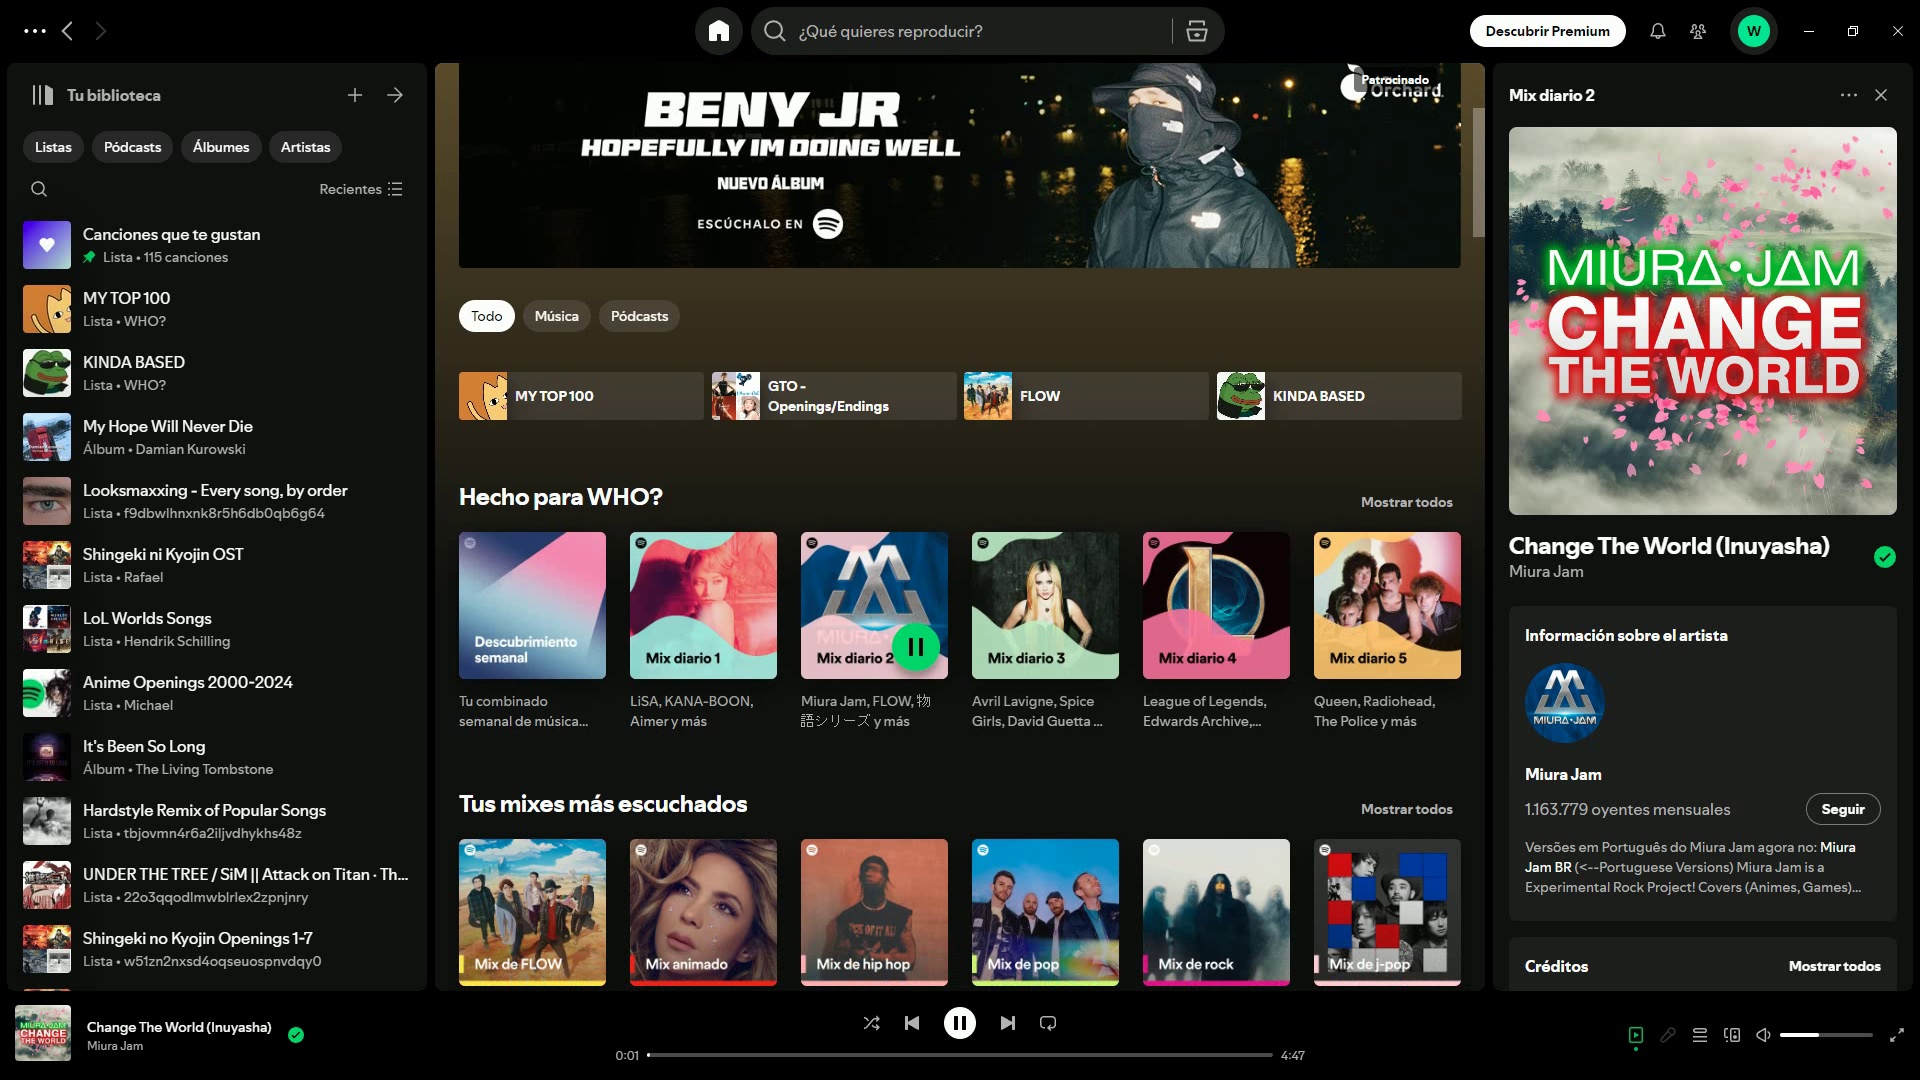 ¿Qué quieres reproducir?
Descubrir Premium
W
Tu biblioteca
Listas
Pódcasts
Álbumes
Artistas
Recientes
Canciones que te gustan
Lista • 115 canciones
MY TOP 100
Lista • WHO?
KINDA BASED
Lista • WHO?
My Hope Will Never Die
Álbum • Damian Kurowski
Looksmaxxing - Every song, by order
Lista • f9dbwlhnxnk8r5h6db0qb6g64
Shingeki ni Kyojin OST
Lista • Rafael
LoL Worlds Songs
Lista • Hendrik Schilling
Anime Openings 2000-2024
Lista • Michael
It's Been So Long
Álbum • The Living Tombstone
Hardstyle Remix of Popular Songs
Lista • tbjovmn4r6a2iljvdhykhs48z
UNDER THE TREE / SiM || Attack on Titan · Th...
Lista • 22o3qqodlmwblrlex2zpnjnry
Shingeki no Kyojin Openings 1-7
Lista • w51zn2nxsd4oqseuospnvdqy0
Patrocinado
Orchard
BENY JR
HOPEFULLY IM DOING WELL
NUEVO ÁLBUM
ESCÚCHALO EN
Todo
Música
Pódcasts
MY TOP 100
GTO -
Openings/Endings
FLOW
KINDA BASED
Hecho para WHO?
Mostrar todos
Descubrimiento
semanal
Mix diario 1
MIURA
Mix diario 2
Mix diario 3
Mix diario 4
Mix diario 5
Tu combinado
semanal de música...
LiSA, KANA-BOON,
Aimer y más
Miura Jam, FLOW, 物
語シリーズ y más
Avril Lavigne, Spice
Girls, David Guetta ...
League of Legends,
Edwards Archive,...
Queen, Radiohead,
The Police y más
Tus mixes más escuchados
Mostrar todos
Mix de FLOW
Mix animado
Mix de hip hop
Mix de pop
Mix de rock
Mix de j-pop
Mix diario 2
MIURA•JAM
CHANGE
THE WORLD
Change The World (Inuyasha)
Miura Jam
Información sobre el artista
MIURA•JAM
Miura Jam
1.163.779 oyentes mensuales
Seguir
Versões em Português do Miura Jam agora no: Miura
Jam BR (<--Portuguese Versions) Miura Jam is a
Experimental Rock Project! Covers (Animes, Games)...
Créditos
Mostrar todos
MIURA•JAM
CHANGE
THE WORLD
Change The World (Inuyasha)
Miura Jam
0:01
4:47